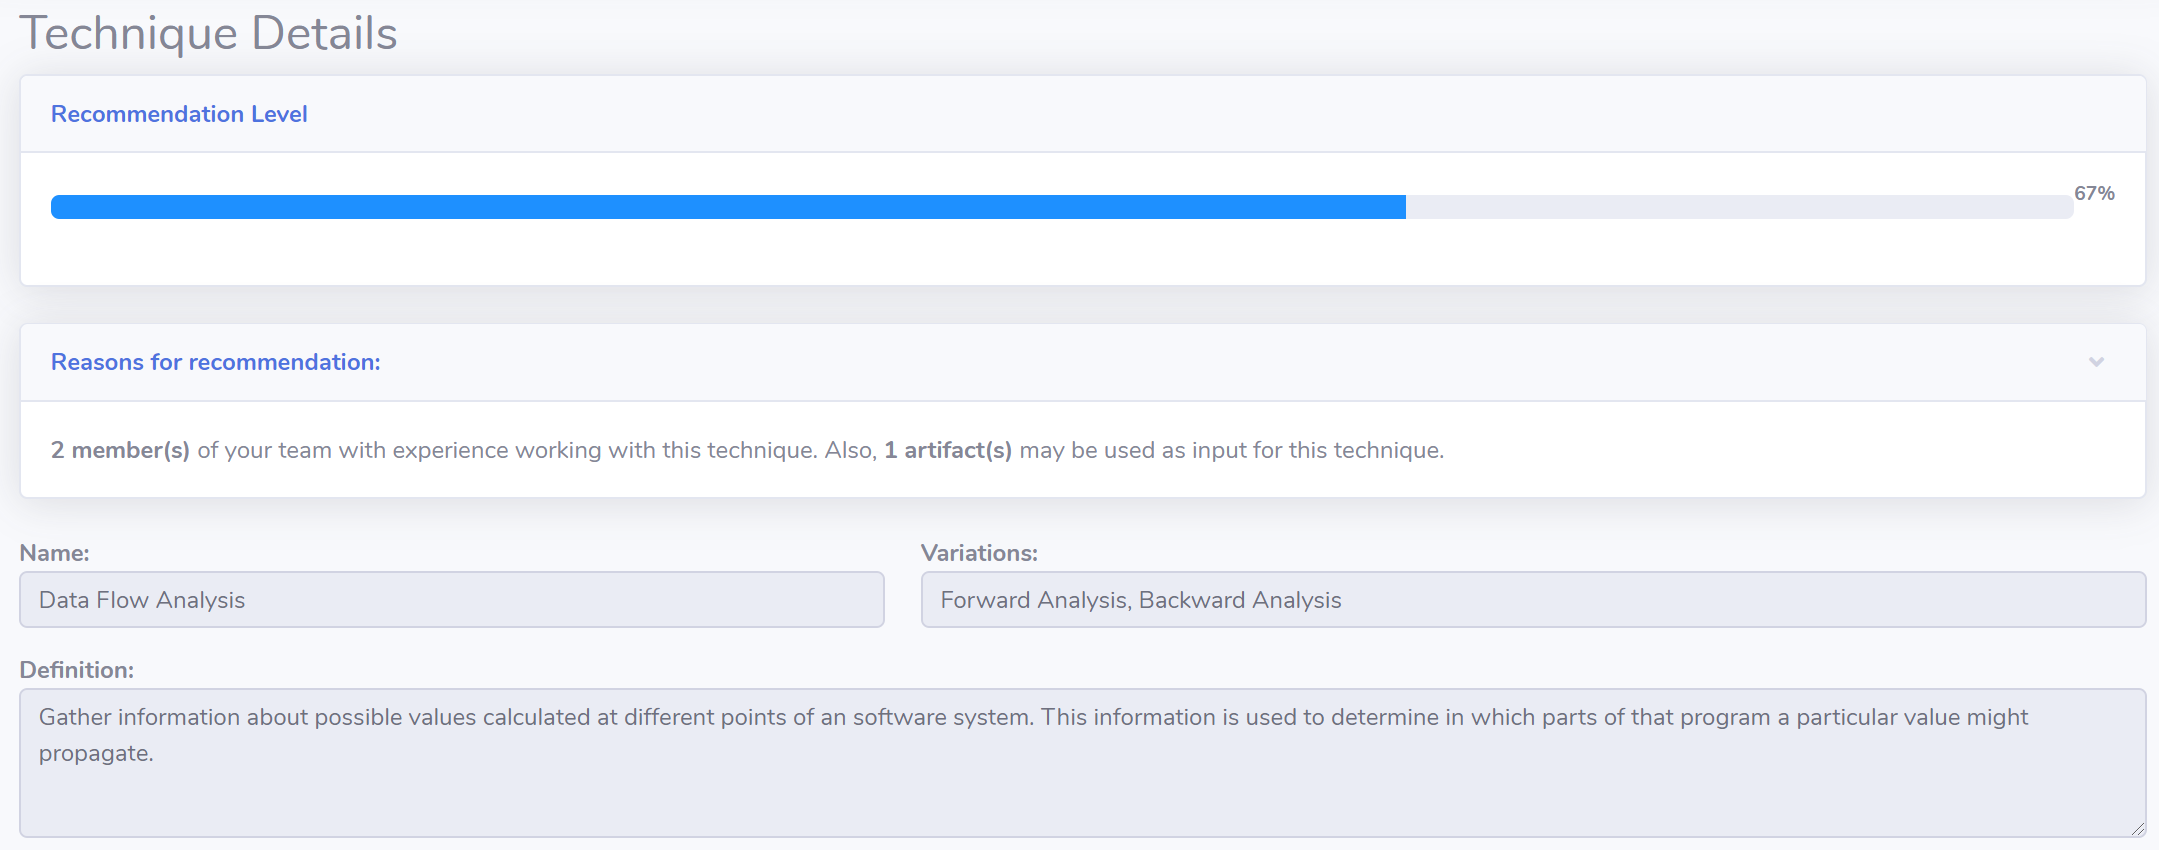 Technique Details
Recommendation Level
67%
Reasons for recommendation:
2 member(s) of your team with experience working with this technique. Also, 1 artifact(s) may be used as input for this technique.
Name:
Variations:
Data Flow Analysis
Forward Analysis, Backward Analysis
Definition:
Gather information about possible values calculated at different points of an software system. This information is used to determine in which parts of that program a particular value might
propagate.